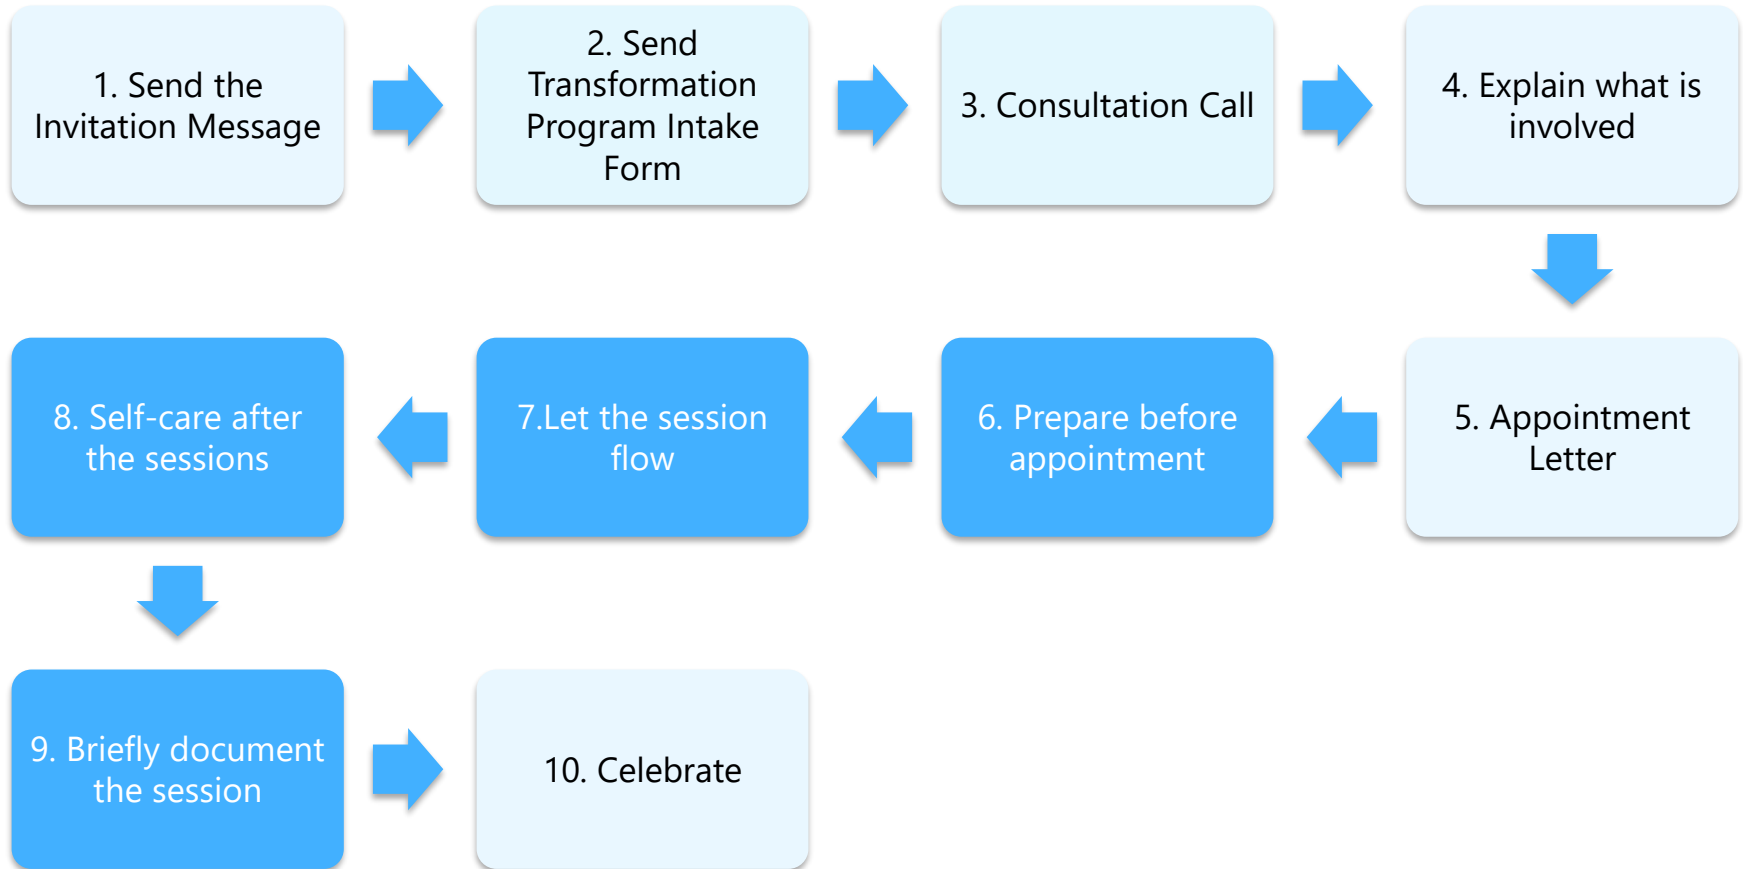 1. Send the
Invitation Message
2. Send
Transformation
Program Intake
Form
3. Consultation Call
4. Explain what is
involved
5. Appointment
Letter
6. Prepare before
appointment
7.Let the session
flow
8. Self-care after
the sessions
9. Briefly document
the session
10. Celebrate